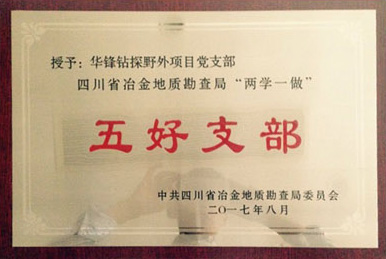 授予：华锋钻探野外项目党支部
四川省冶金地质勘查局“两学一做”
五好支部
中共四川省冶金地质勘查局委员会
二〇一七年八月